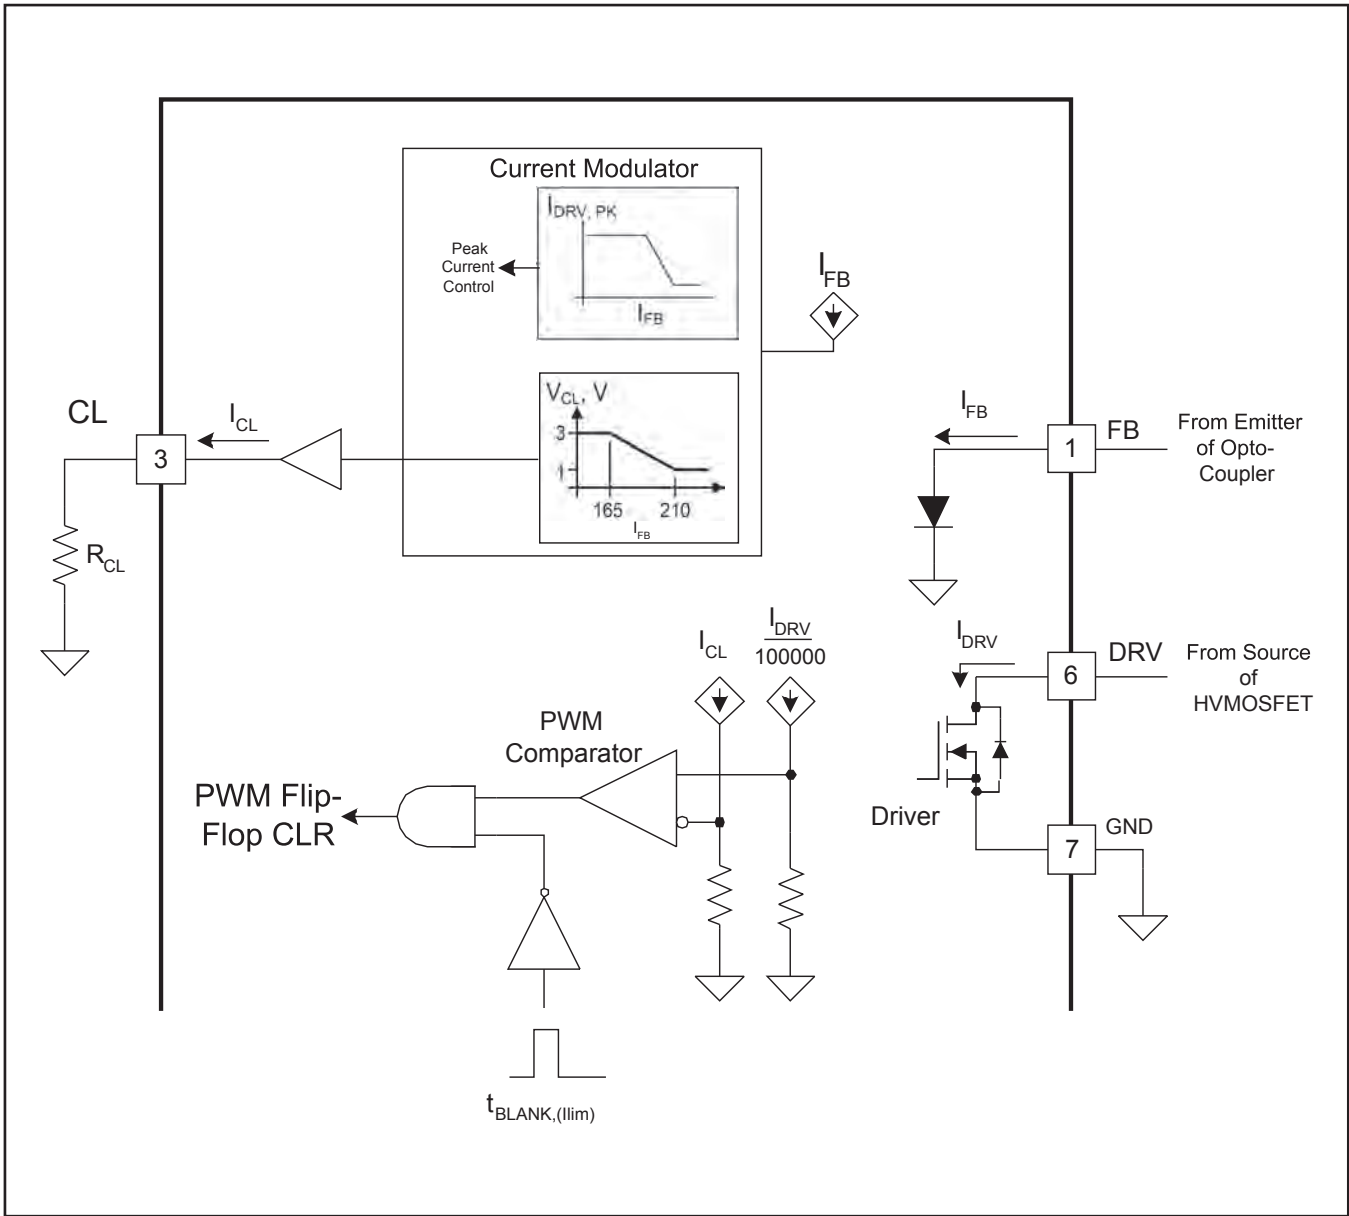 Current Modulator
IDRV, PK
Peak
Current
Control
IFB
IFB
VCL, V
3
1
165 210
IFB
CL
ICL
3
RCL
IFB
1
FB
From Emitter
of Opto-
Coupler
ICL
IDRV
100000
IDRV
6
DRV
From Source
of
HVMOSFET
PWM
Comparator
PWM Flip-
Flop CLR
Driver
7
GND
tBLANK,(Ilim)